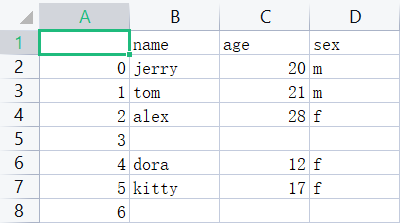 A B C D
1 name age sex
2 0 jerry 20 m
3 1 tom 21 m
4 2 alex 28 f
5 3
6 4 dora 12 f
7 5 kitty 17 f
8 6